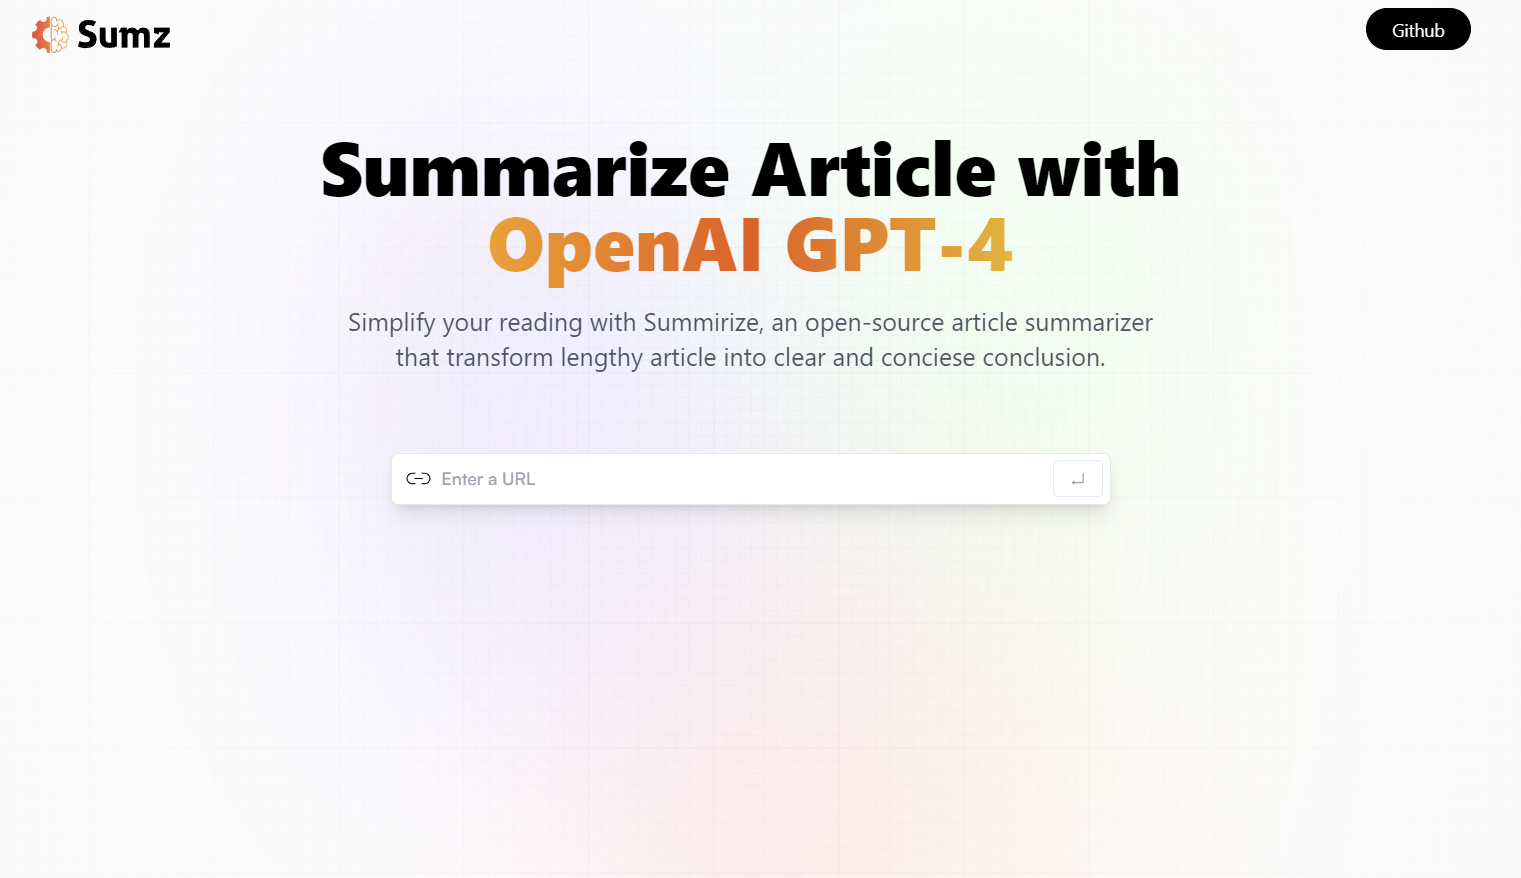 Sumz
Github
Summarize Article with
OpenAI GPT-4
Simplify your reading with Summirize, an open-source article summarizer
that transform lengthy article into clear and conciese conclusion.
Enter a URL